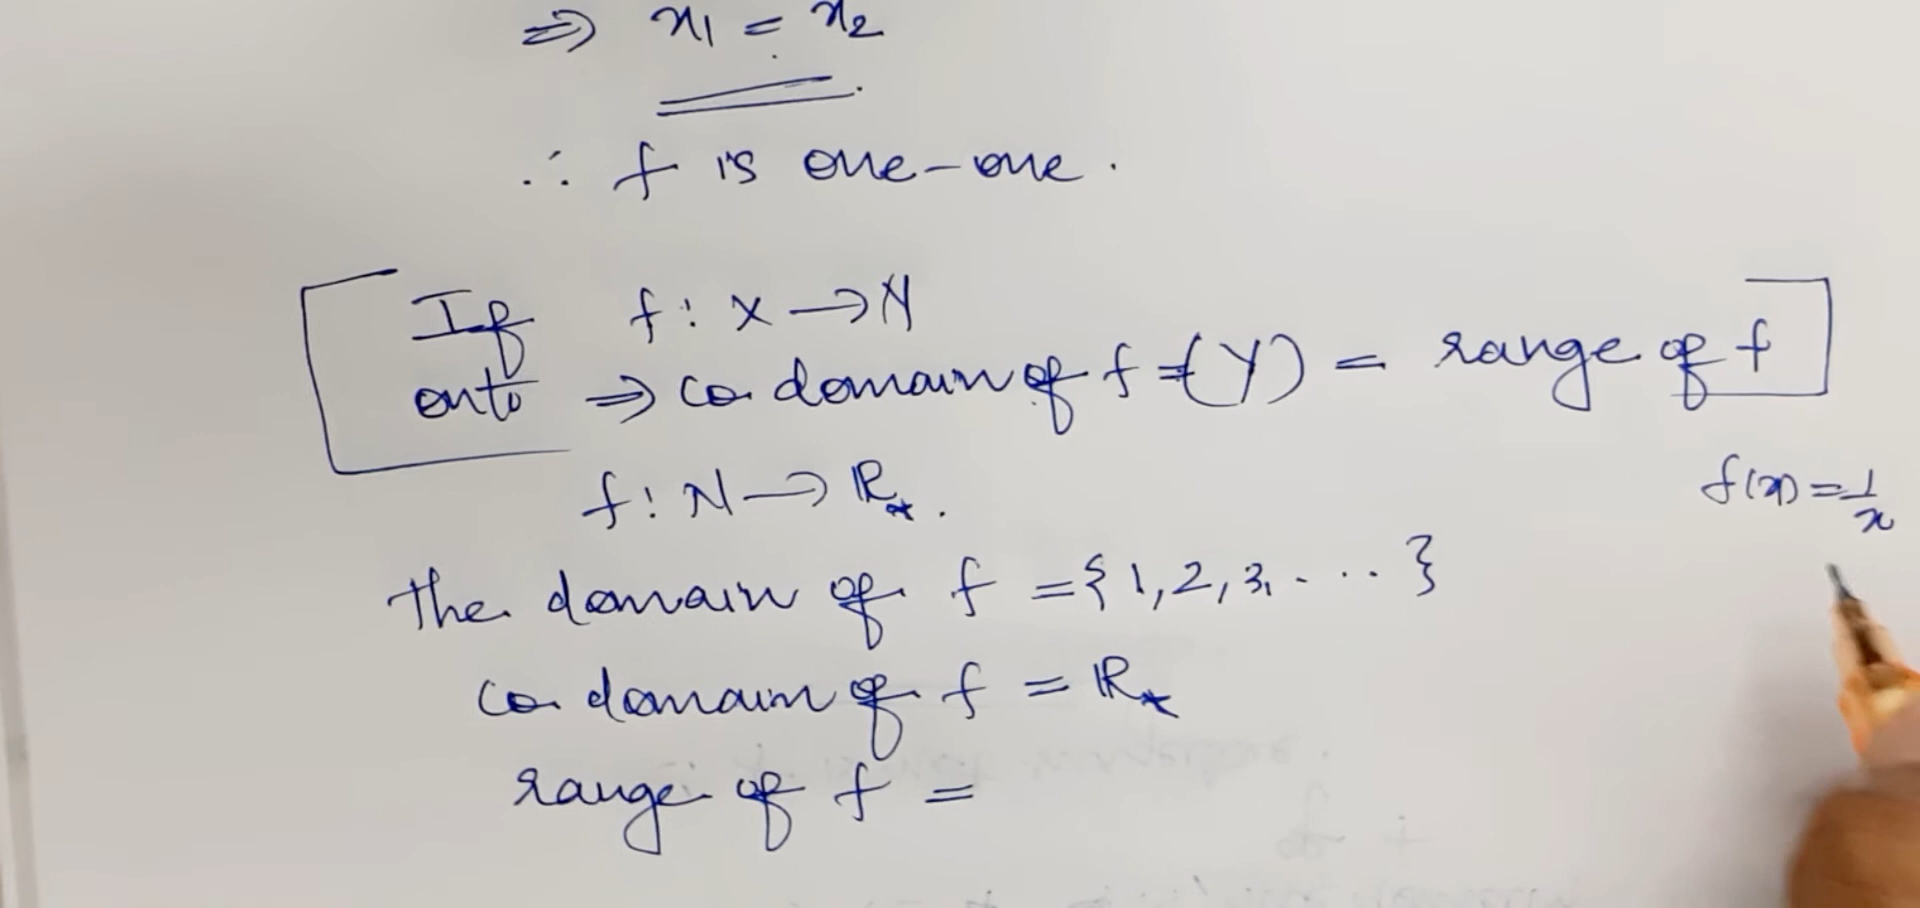 ⇒ x₁ = x₂
∴ f is one-one.
If f : X → Y
onto ⇒ co domain of f = (Y) = range of f
f(x) = 1/x
f : N → R*.
the domain of f = {1, 2, 3, . . . . }
co domain of f = R*
range of f =